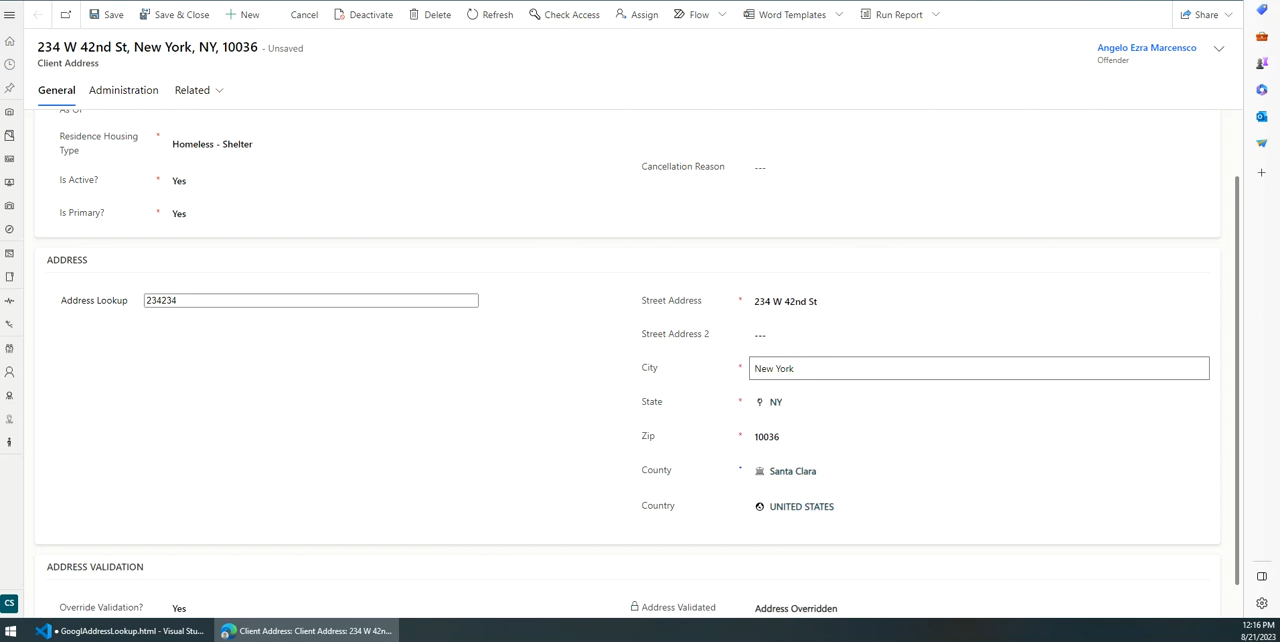 Save Save & Close New Cancel Deactivate Delete Refresh Check Access Assign Flow Word Templates Run Report Share
234 W 42nd St, New York, NY, 10036 - Unsaved
Client Address
Angelo Ezra Marcensco
Offender
General Administration Related
As Of
Residence Housing Type * Homeless - Shelter
Cancellation Reason ---
Is Active? * Yes
Is Primary? * Yes
ADDRESS
Address Lookup 234234
Street Address * 234 W 42nd St
Street Address 2 ---
City * New York
State * NY
Zip * 10036
County * Santa Clara
Country UNITED STATES
ADDRESS VALIDATION
Override Validation? Yes
Address Validated Address Overridden
CS
● GooglAddressLookup.html - Visual Stu...
Client Address: Client Address: 234 W 42n...
12:16 PM
8/21/2023